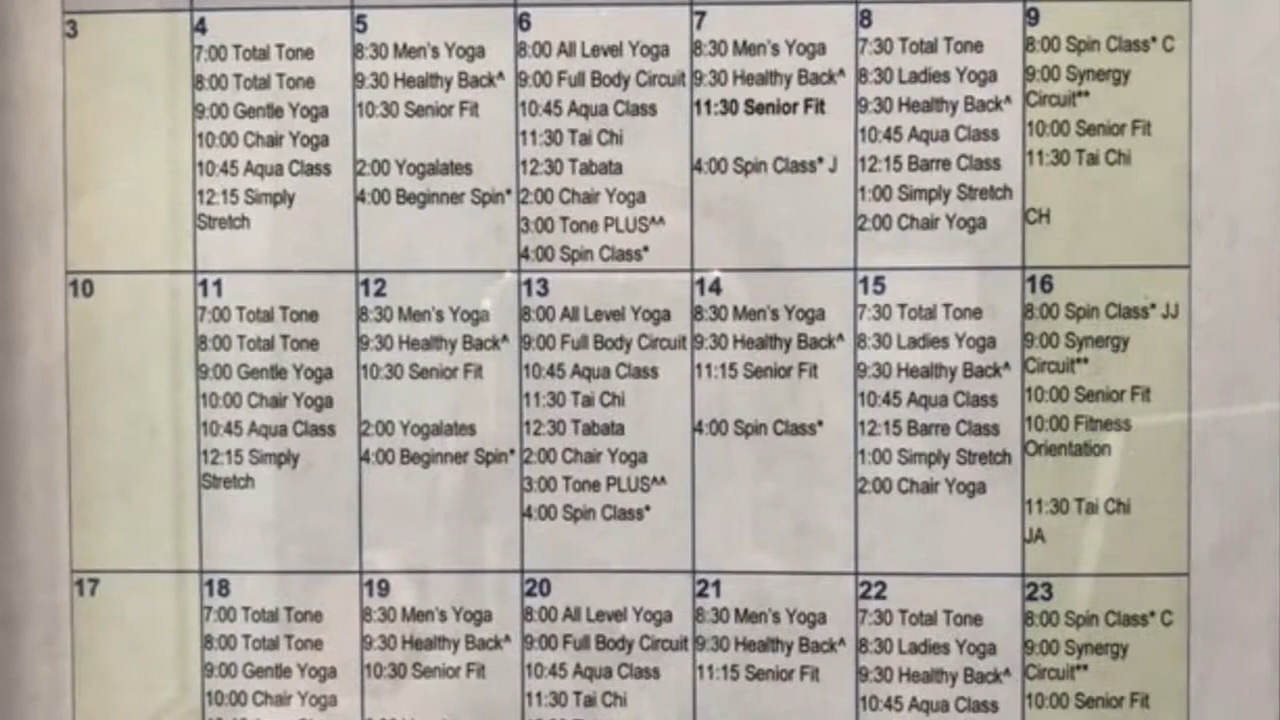 3
4
7:00 Total Tone
8:00 Total Tone
9:00 Gentle Yoga
10:00 Chair Yoga
10:45 Aqua Class
12:15 Simply
Stretch
5
8:30 Men's Yoga
9:30 Healthy Back^
10:30 Senior Fit
2:00 Yogalates
4:00 Beginner Spin*
6
8:00 All Level Yoga
9:00 Full Body Circuit
10:45 Aqua Class
11:30 Tai Chi
12:30 Tabata
2:00 Chair Yoga
3:00 Tone PLUS^^
4:00 Spin Class*
7
8:30 Men's Yoga
9:30 Healthy Back^
11:30 Senior Fit
4:00 Spin Class* J
8
7:30 Total Tone
8:30 Ladies Yoga
9:30 Healthy Back^
10:45 Aqua Class
12:15 Barre Class
1:00 Simply Stretch
2:00 Chair Yoga
9
8:00 Spin Class* C
9:00 Synergy
Circuit**
10:00 Senior Fit
11:30 Tai Chi
CH
10
11
7:00 Total Tone
8:00 Total Tone
9:00 Gentle Yoga
10:00 Chair Yoga
10:45 Aqua Class
12:15 Simply
Stretch
12
8:30 Men's Yoga
9:30 Healthy Back^
10:30 Senior Fit
2:00 Yogalates
4:00 Beginner Spin*
13
8:00 All Level Yoga
9:00 Full Body Circuit
10:45 Aqua Class
11:30 Tai Chi
12:30 Tabata
2:00 Chair Yoga
3:00 Tone PLUS^^
4:00 Spin Class*
14
8:30 Men's Yoga
9:30 Healthy Back^
11:15 Senior Fit
4:00 Spin Class*
15
7:30 Total Tone
8:30 Ladies Yoga
9:30 Healthy Back^
10:45 Aqua Class
12:15 Barre Class
1:00 Simply Stretch
2:00 Chair Yoga
16
8:00 Spin Class* JJ
9:00 Synergy
Circuit**
10:00 Senior Fit
10:00 Fitness
Orientation
11:30 Tai Chi
JA
17
18
7:00 Total Tone
8:00 Total Tone
9:00 Gentle Yoga
10:00 Chair Yoga
19
8:30 Men's Yoga
9:30 Healthy Back^
10:30 Senior Fit
20
8:00 All Level Yoga
9:00 Full Body Circuit
10:45 Aqua Class
11:30 Tai Chi
21
8:30 Men's Yoga
9:30 Healthy Back^
11:15 Senior Fit
22
7:30 Total Tone
8:30 Ladies Yoga
9:30 Healthy Back^
10:45 Aqua Class
23
8:00 Spin Class* C
9:00 Synergy
Circuit**
10:00 Senior Fit